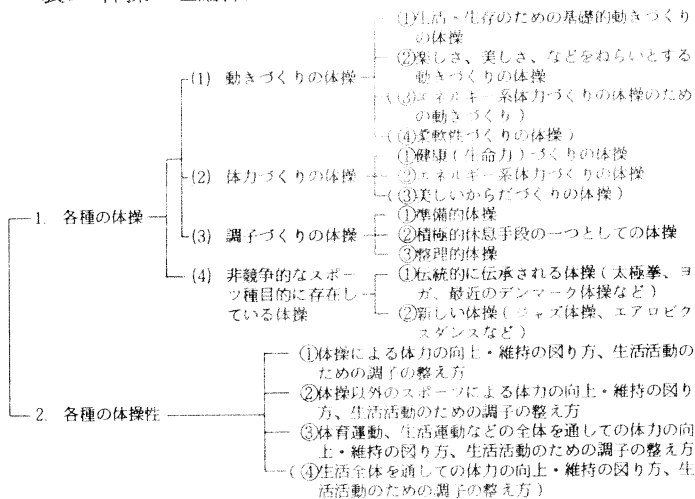 ①生活・生存のための基礎的動きづくり
の体操
②楽しさ、美しさ、などをねらいとする
動きづくりの体操
(1) 動きづくりの体操
(③エネルギー系体力づくりの体操のため
の動きづくり)
(④柔軟性づくりの体操)
①健康(生命力)づくりの体操
(2) 体力づくりの体操
②エネルギー系体力づくりの体操
(③美しいからだづくりの体操)
1. 各種の体操
①準備的体操
(3) 調子づくりの体操
②積極的休息手段の一つとしての体操
③整理的体操
(4) 非競争的なスポー
ツ種目的に存在し
ている体操
①伝統的に伝承される体操(太極拳、ヨ
ガ、最近のデンマーク体操など)
②新しい体操(ジャズ体操、エアロビク
スダンスなど)
①体操による体力の向上・維持の図り方、生活活動の
ための調子の整え方
②体操以外のスポーツによる体力の向上・維持の図り
方、生活活動のための調子の整え方
2. 各種の体操性
③体育運動、生活運動などの全体を通しての体力の向
上・維持の図り方、生活活動のための調子の整え方
(④生活全体を通しての体力の向上・維持の図り方、生
活活動のための調子の整え方)